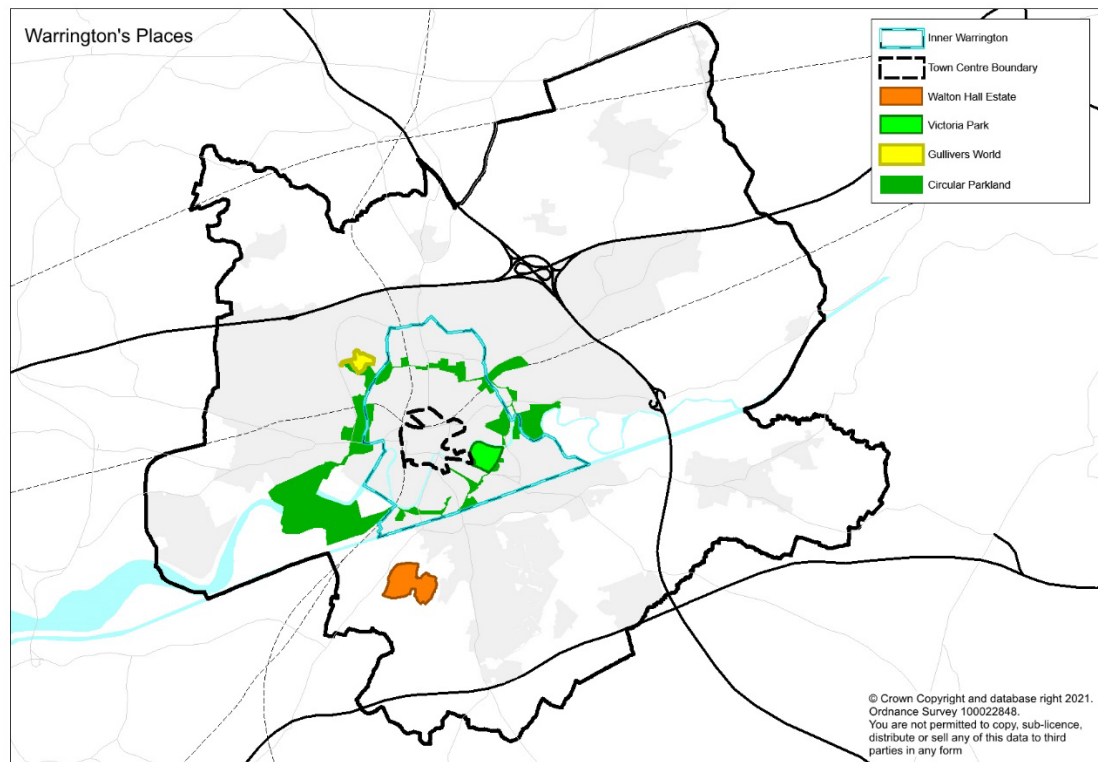 Warrington's Places
Inner Warrington
Town Centre Boundary
Walton Hall Estate
Victoria Park
Gullivers World
Circular Parkland
© Crown Copyright and database right 2021.
Ordnance Survey 100022848.
You are not permitted to copy, sub-licence,
distribute or sell any of this data to third
parties in any form